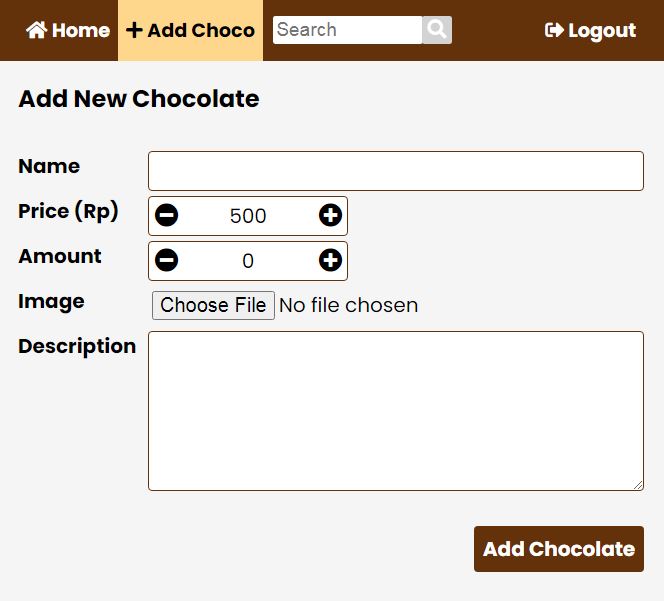 Home Add Choco Search Logout
Add New Chocolate
Name
Price (Rp) 500
Amount 0
Image Choose File No file chosen
Description
Add Chocolate